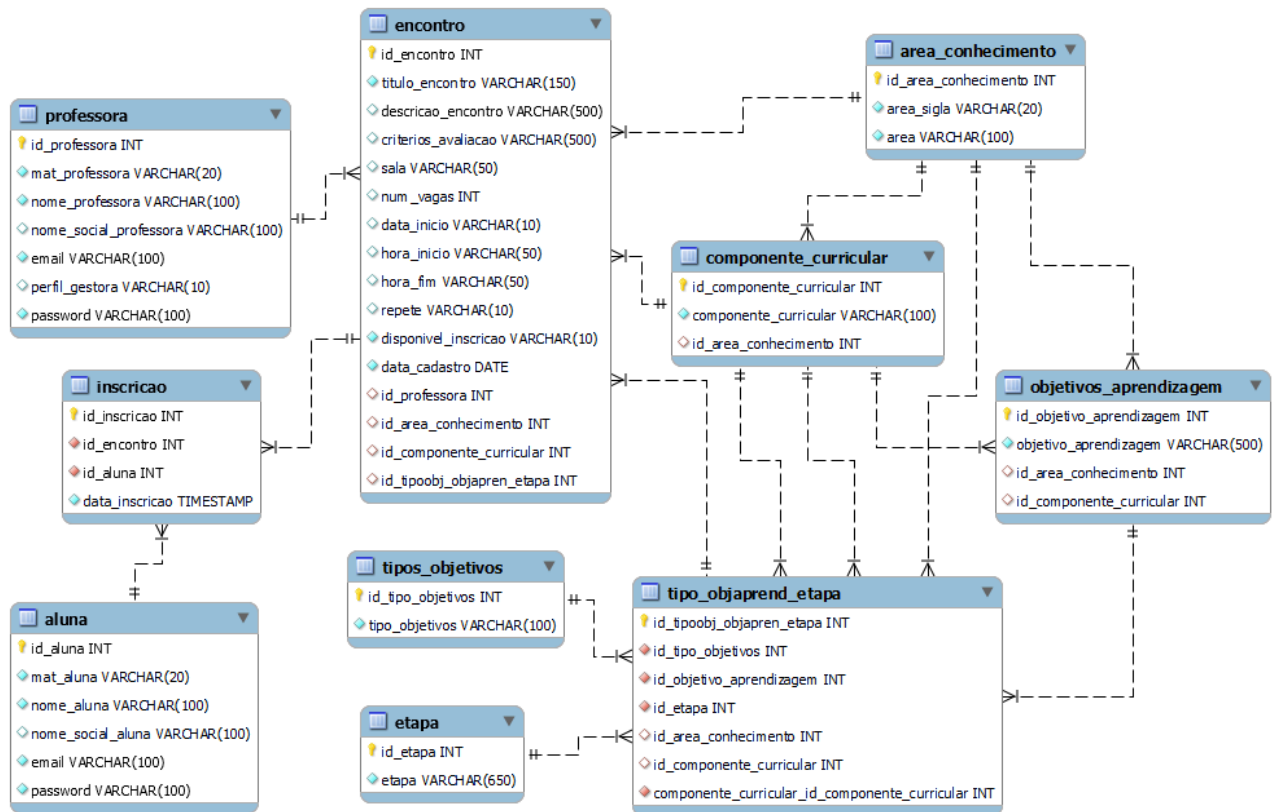 encontro
id_encontro INT
titulo_encontro VARCHAR(150)
descricao_encontro VARCHAR(500)
criterios_avaliacao VARCHAR(500)
sala VARCHAR(50)
num _vagas INT
data_inicio VARCHAR(10)
hora_inicio VARCHAR(50)
hora_fim VARCHAR(50)
repete VARCHAR(10)
disponivel_inscricao VARCHAR(10)
data_cadastro DATE
id_professora INT
id_area_conhecimento INT
id_componente_curricular INT
id_tipoobj_objapren_etapa INT
area_conhecimento
id_area_conhecimento INT
area_sigla VARCHAR(20)
area VARCHAR(100)
professora
id_professora INT
mat_professora VARCHAR(20)
nome_professora VARCHAR(100)
nome_social_professora VARCHAR(100)
email VARCHAR(100)
perfil_gestora VARCHAR(10)
password VARCHAR(100)
componente_curricular
id_componente_curricular INT
componente_curricular VARCHAR(100)
id_area_conhecimento INT
inscricao
id_inscricao INT
id_encontro INT
id_aluna INT
data_inscricao TIMESTAMP
objetivos_aprendizagem
id_objetivo_aprendizagem INT
objetivo_aprendizagem VARCHAR(500)
id_area_conhecimento INT
id_componente_curricular INT
tipos_objetivos
id_tipo_objetivos INT
tipo_objetivos VARCHAR(100)
tipo_objaprend_etapa
id_tipoobj_objapren_etapa INT
id_tipo_objetivos INT
id_objetivo_aprendizagem INT
id_etapa INT
id_area_conhecimento INT
id_componente_curricular INT
componente_curricular_id_componente_curricular INT
aluna
id_aluna INT
mat_aluna VARCHAR(20)
nome_aluna VARCHAR(100)
nome_social_aluna VARCHAR(100)
email VARCHAR(100)
password VARCHAR(100)
etapa
id_etapa INT
etapa VARCHAR(650)